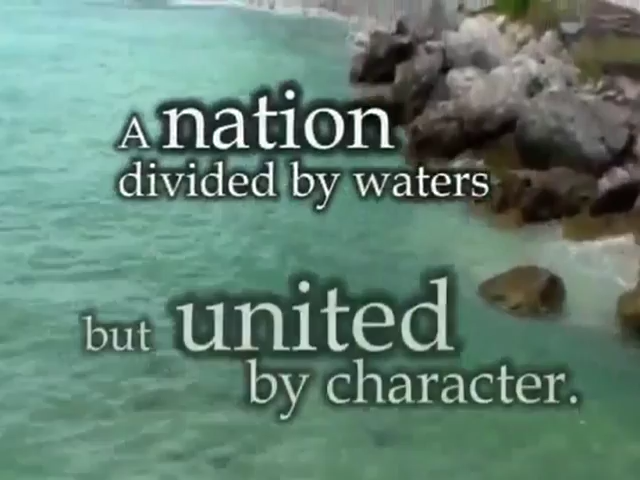 A nation
divided by waters
but united
by character.